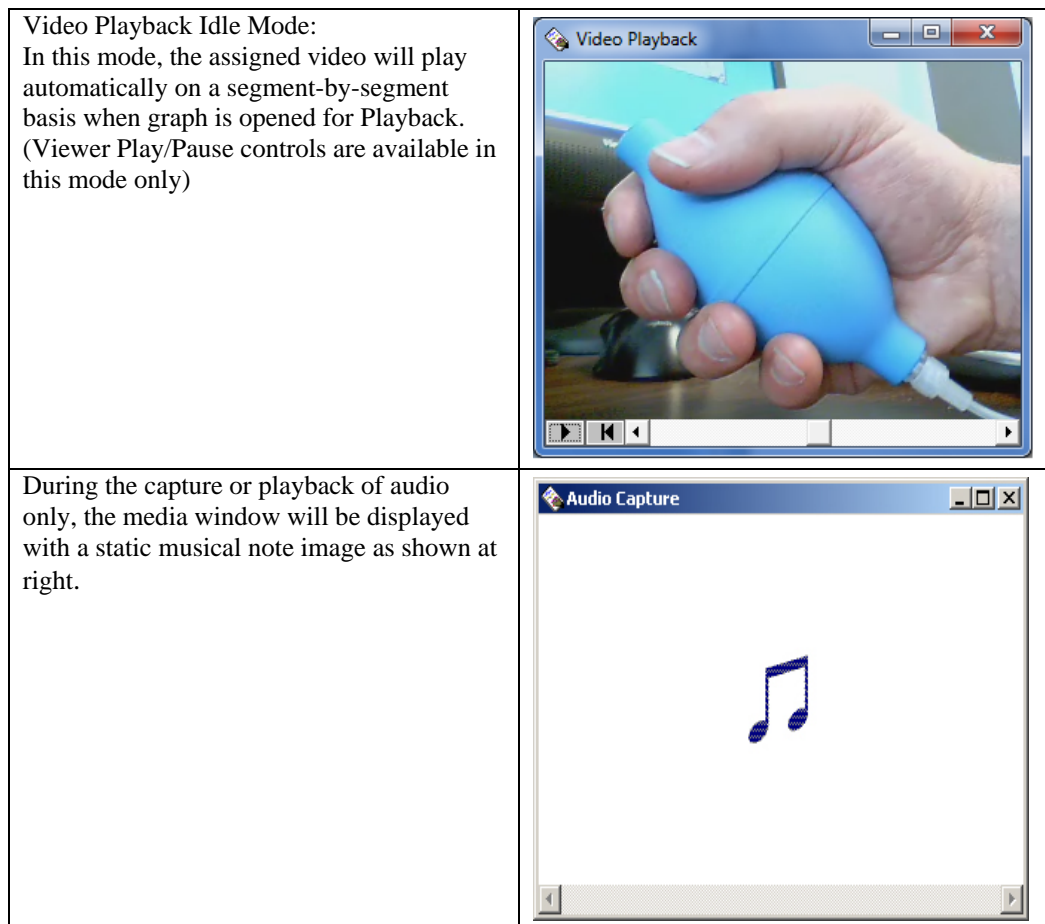 Video Playback Idle Mode:
In this mode, the assigned video will play
automatically on a segment-by-segment
basis when graph is opened for Playback.
(Viewer Play/Pause controls are available in
this mode only)
Video Playback
During the capture or playback of audio
only, the media window will be displayed
with a static musical note image as shown at
right.
Audio Capture